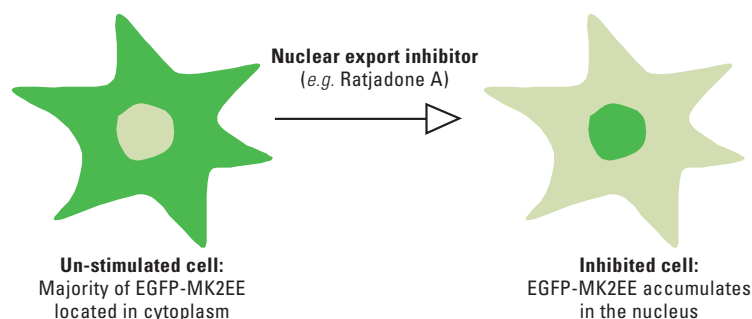 Nuclear export inhibitor
(e.g. Ratjadone A)
Un-stimulated cell:
Majority of EGFP-MK2EE
located in cytoplasm
Inhibited cell:
EGFP-MK2EE accumulates
in the nucleus